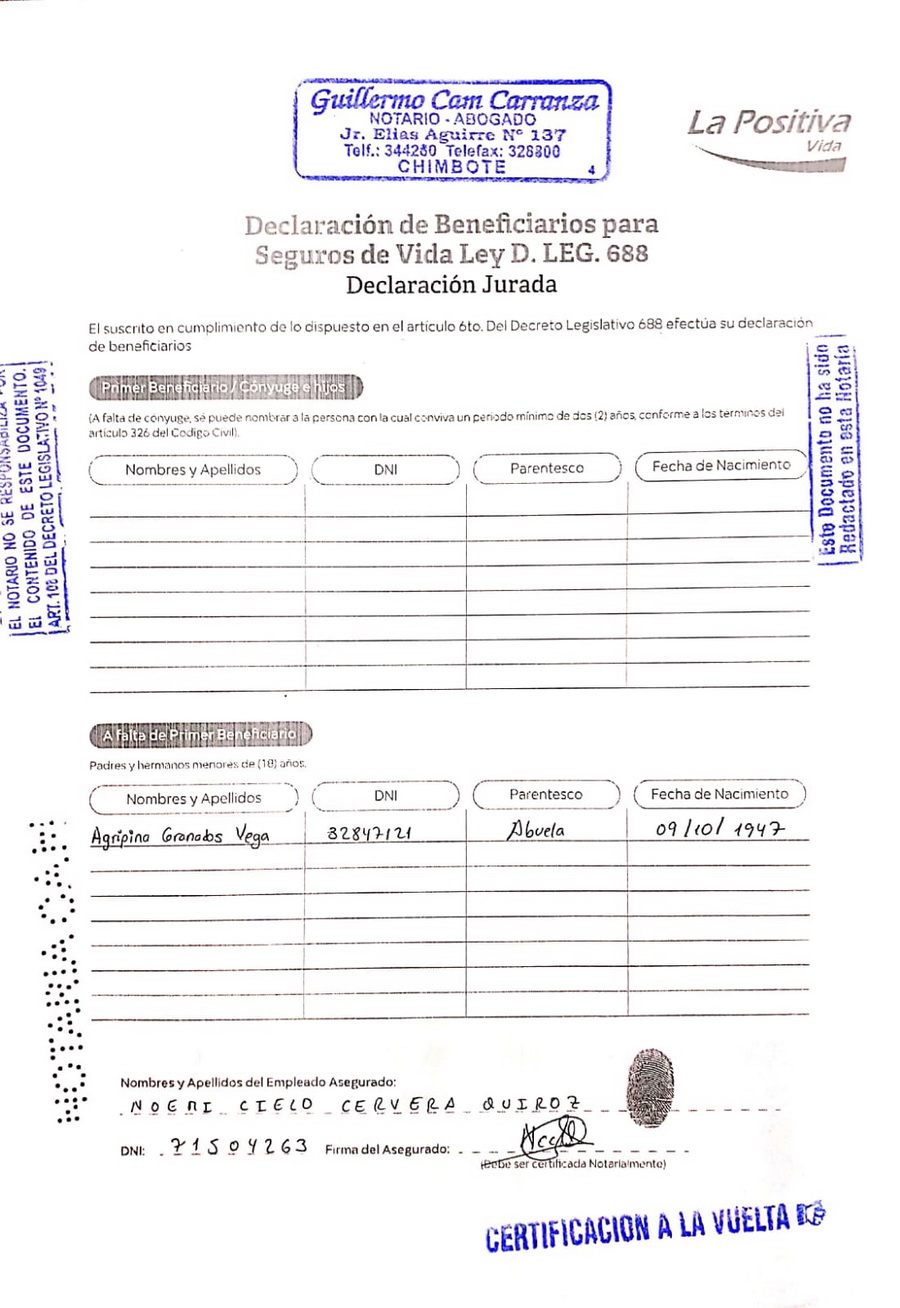 Guillermo Cam Carranza
NOTARIO - ABOGADO
Jr. Elias Aguirre N° 137
Telf.: 344260 Telefax: 328800
CHIMBOTE 4
La Positiva
Vida
Declaración de Beneficiarios para
Seguros de Vida Ley D. LEG. 688
Declaración Jurada
El suscrito en cumplimiento de lo dispuesto en el artículo 6to. Del Decreto Legislativo 688 efectúa su declaración
de beneficiarios
Primer Beneficiario / Cónyuge e hijos
(A falta de cónyuge, se puede nombrar a la persona con la cual conviva un periodo mínimo de dos (2) años, conforme a los terminos del
artículo 326 del Codigo Civil).
Nombres y Apellidos DNI Parentesco Fecha de Nacimiento
EL NOTARIO NO SE RESPONSABILIZA POR
EL CONTENIDO DE ESTE DOCUMENTO.
ART. 108 DEL DECRETO LEGISLATIVO Nº 1049
Este Documento no ha sido
Redactado en esta Notaría
A falta de Primer Beneficiario
Padres y hermanos menores de (18) años.
Nombres y Apellidos DNI Parentesco Fecha de Nacimiento
Agripina Granados Vega 32847121 Abuela 09/10/1947
NOTARIA CAM
Nombres y Apellidos del Empleado Asegurado:
NOEMI CIELO CERVERA QUIROZ
DNI: 71504263 Firma del Asegurado:
(Debe ser certificada Notarialmente)
CERTIFICACION A LA VUELTA